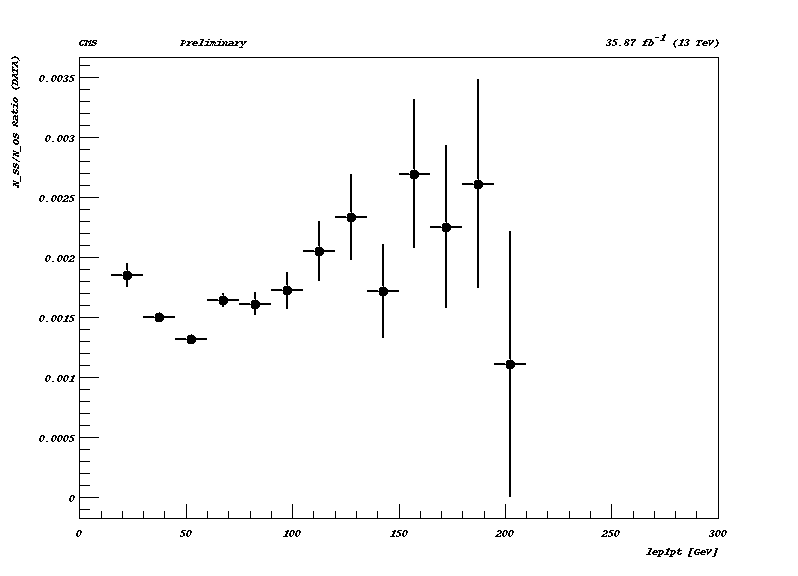 CMS Preliminary 35.87 fb^-1 (13 TeV)
N_SS/N_OS Ratio (DATA)
0.0035
0.003
0.0025
0.002
0.0015
0.001
0.0005
0
0 50 100 150 200 250 300
lep1pt [GeV]